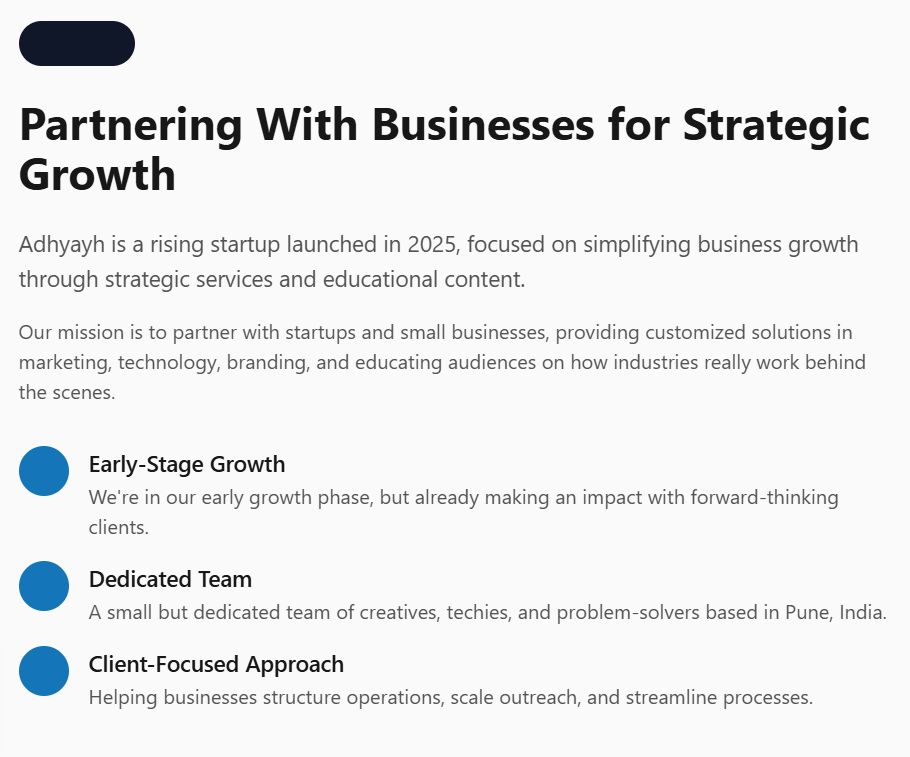 Partnering With Businesses for Strategic
Growth
Adhyayh is a rising startup launched in 2025, focused on simplifying business growth
through strategic services and educational content.
Our mission is to partner with startups and small businesses, providing customized solutions in
marketing, technology, branding, and educating audiences on how industries really work behind
the scenes.
Early-Stage Growth
We're in our early growth phase, but already making an impact with forward-thinking
clients.
Dedicated Team
A small but dedicated team of creatives, techies, and problem-solvers based in Pune, India.
Client-Focused Approach
Helping businesses structure operations, scale outreach, and streamline processes.